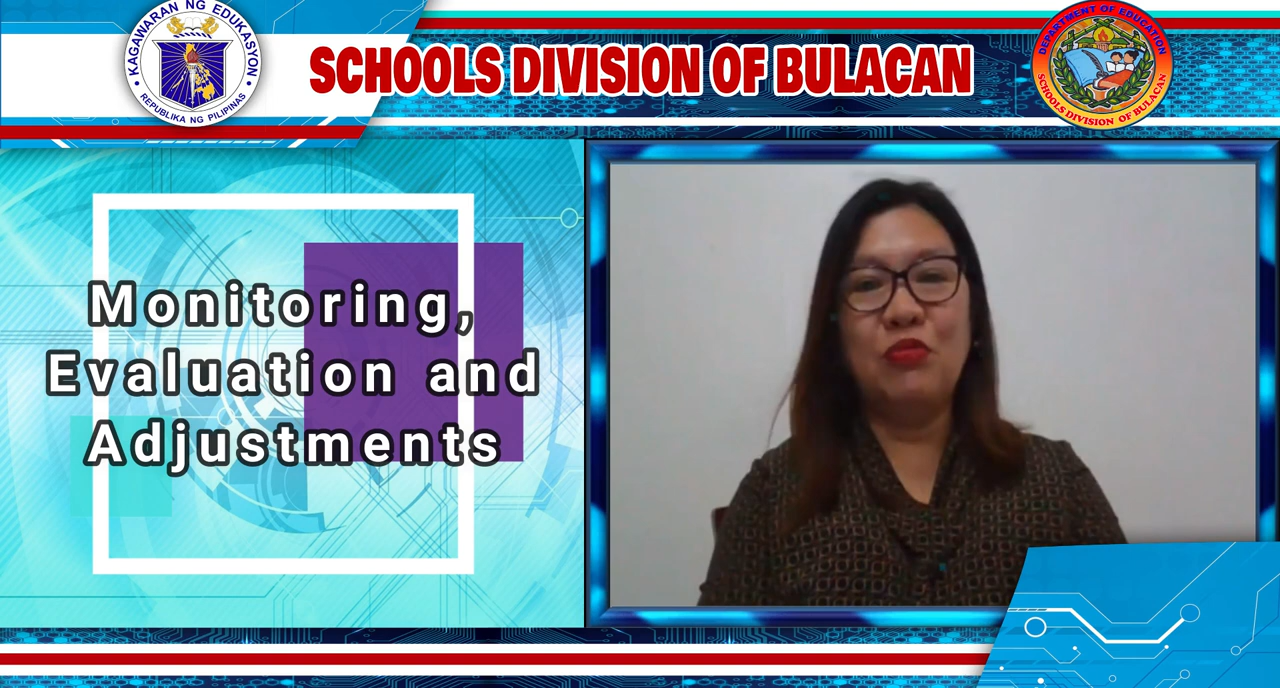 KAGAWARAN NG EDUKASYON
REPUBLIKA NG PILIPINAS
SCHOOLS DIVISION OF BULACAN
DEPARTMENT OF EDUCATION
SCHOOLS DIVISION OF BULACAN
Monitoring,
Evaluation and
Adjustments